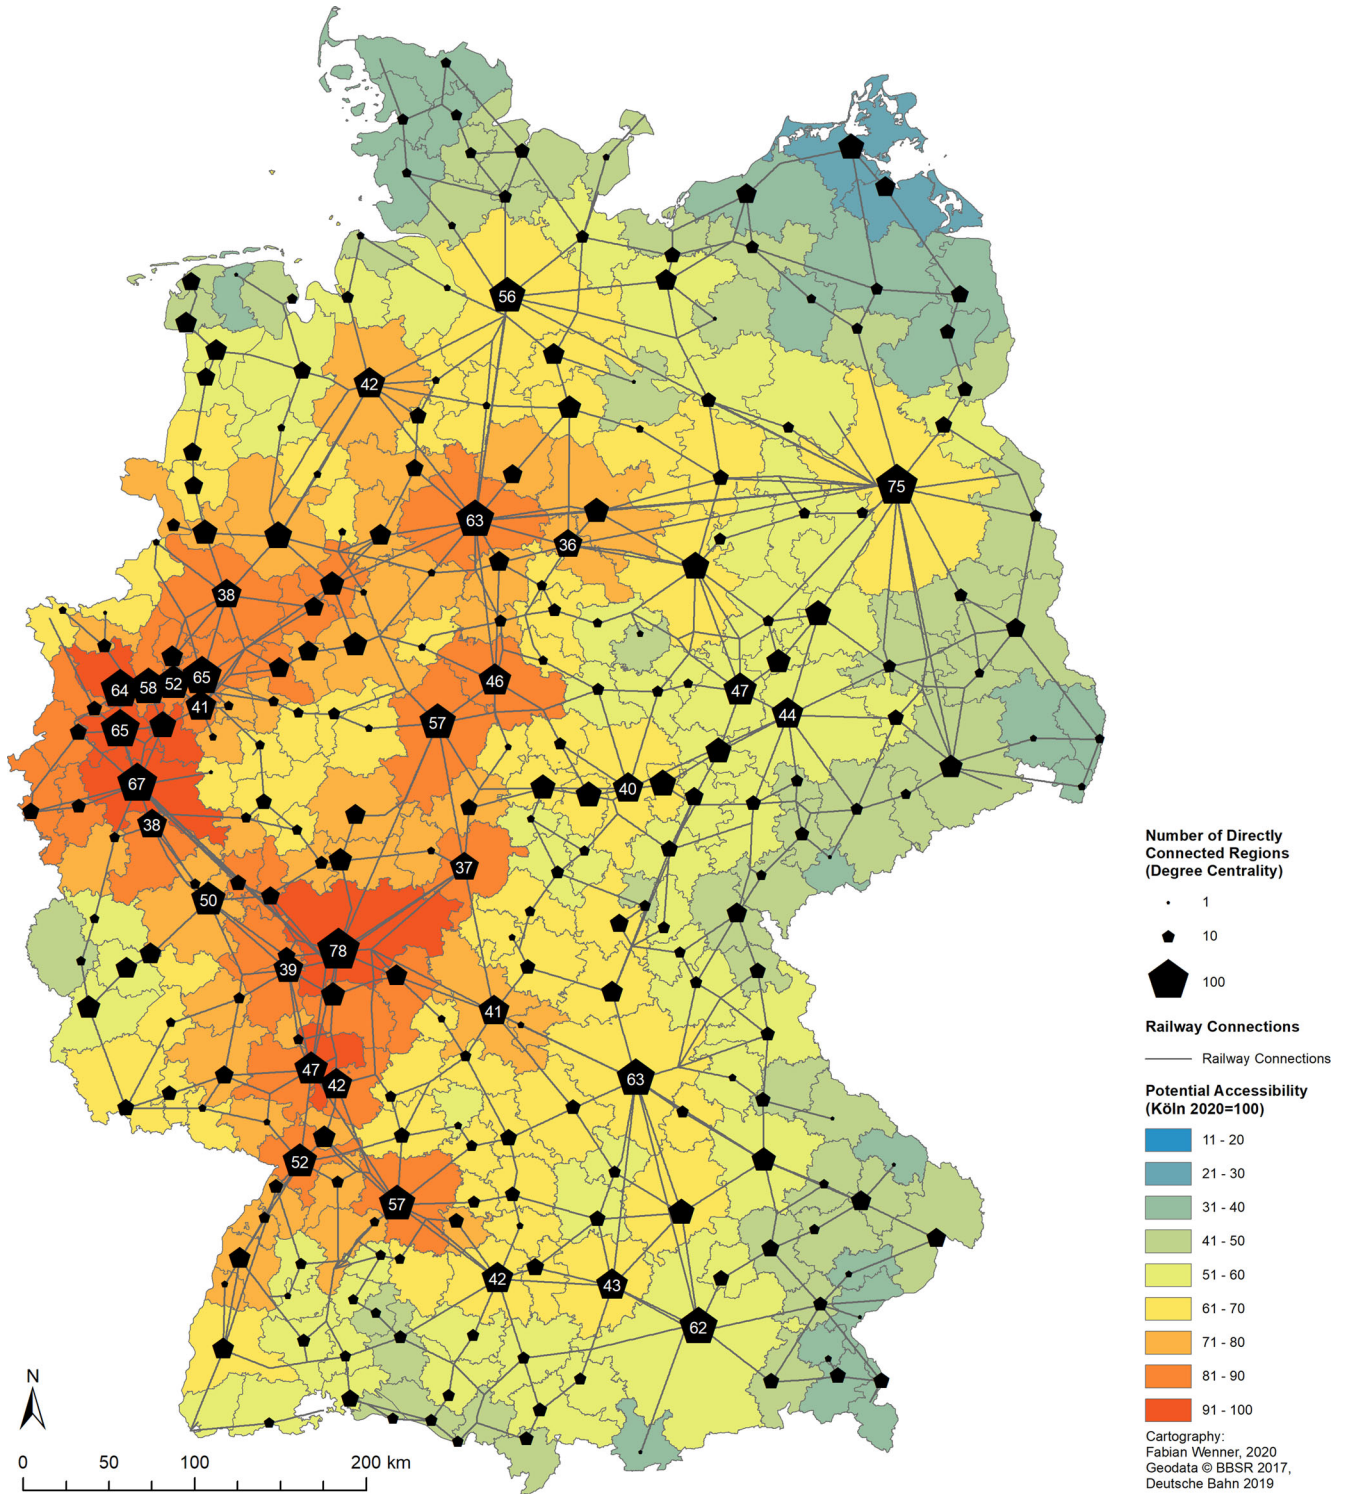 56
42
75
63
36
38
46
65
52
58
64
41
47
57
44
65
67
40
38
37
50
78
39
41
47
42
63
52
57
42
43
62
N
0 50 100 200 km
Number of Directly
Connected Regions
(Degree Centrality)
1
10
100
Railway Connections
Railway Connections
Potential Accessibility
(Köln 2020=100)
11 - 20
21 - 30
31 - 40
41 - 50
51 - 60
61 - 70
71 - 80
81 - 90
91 - 100
Cartography:
Fabian Wenner, 2020
Geodata © BBSR 2017,
Deutsche Bahn 2019